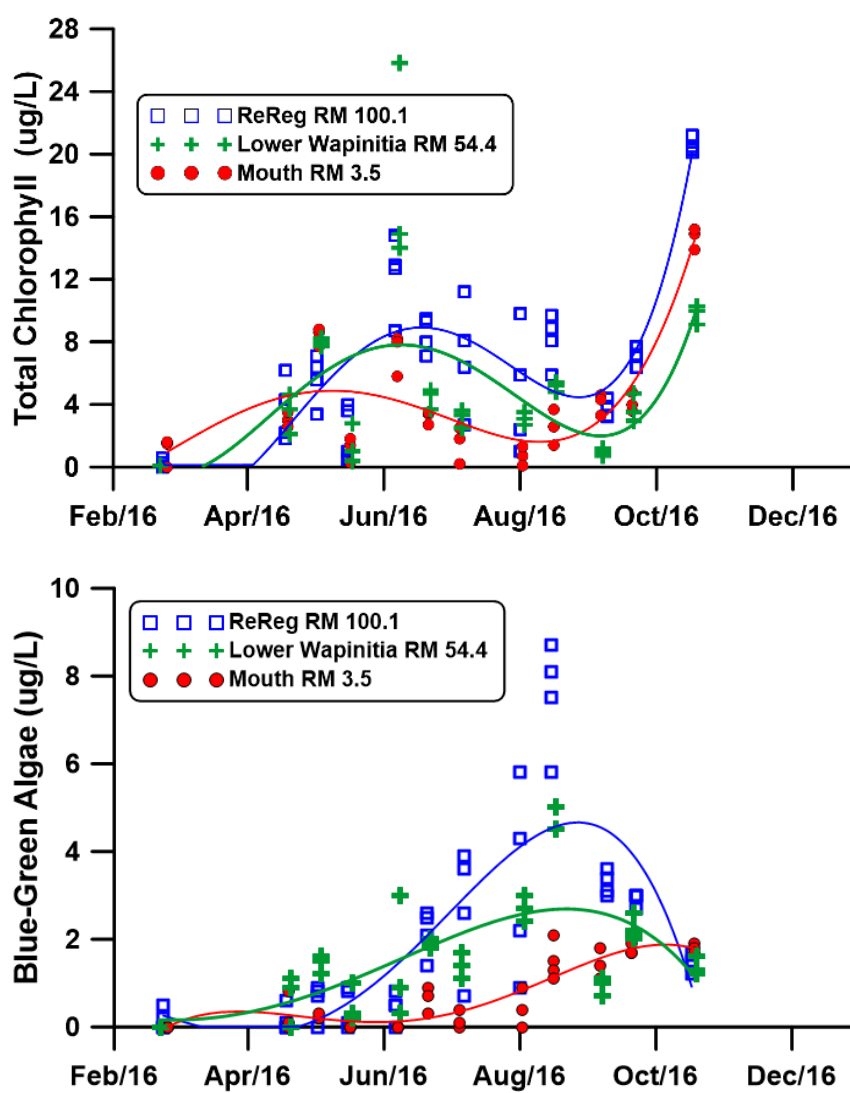 28
24
20
16
12
8
4
0
Total Chlorophyll (ug/L)
ReReg RM 100.1
Lower Wapinitia RM 54.4
Mouth RM 3.5
Feb/16 Apr/16 Jun/16 Aug/16 Oct/16 Dec/16
10
8
6
4
2
0
Blue-Green Algae (ug/L)
ReReg RM 100.1
Lower Wapinitia RM 54.4
Mouth RM 3.5
Feb/16 Apr/16 Jun/16 Aug/16 Oct/16 Dec/16